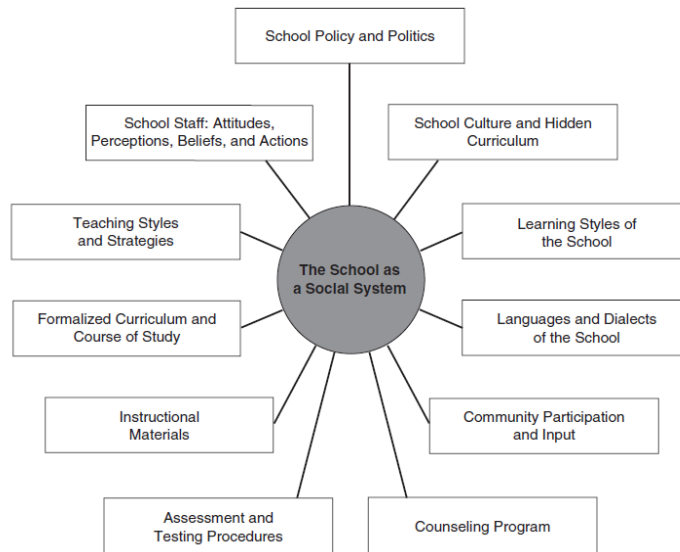 School Policy and Politics
School Staff: Attitudes,
Perceptions, Beliefs, and Actions
School Culture and Hidden
Curriculum
Teaching Styles
and Strategies
Learning Styles of
the School
The School as
a Social System
Formalized Curriculum and
Course of Study
Languages and Dialects
of the School
Instructional
Materials
Community Participation
and Input
Assessment and
Testing Procedures
Counseling Program